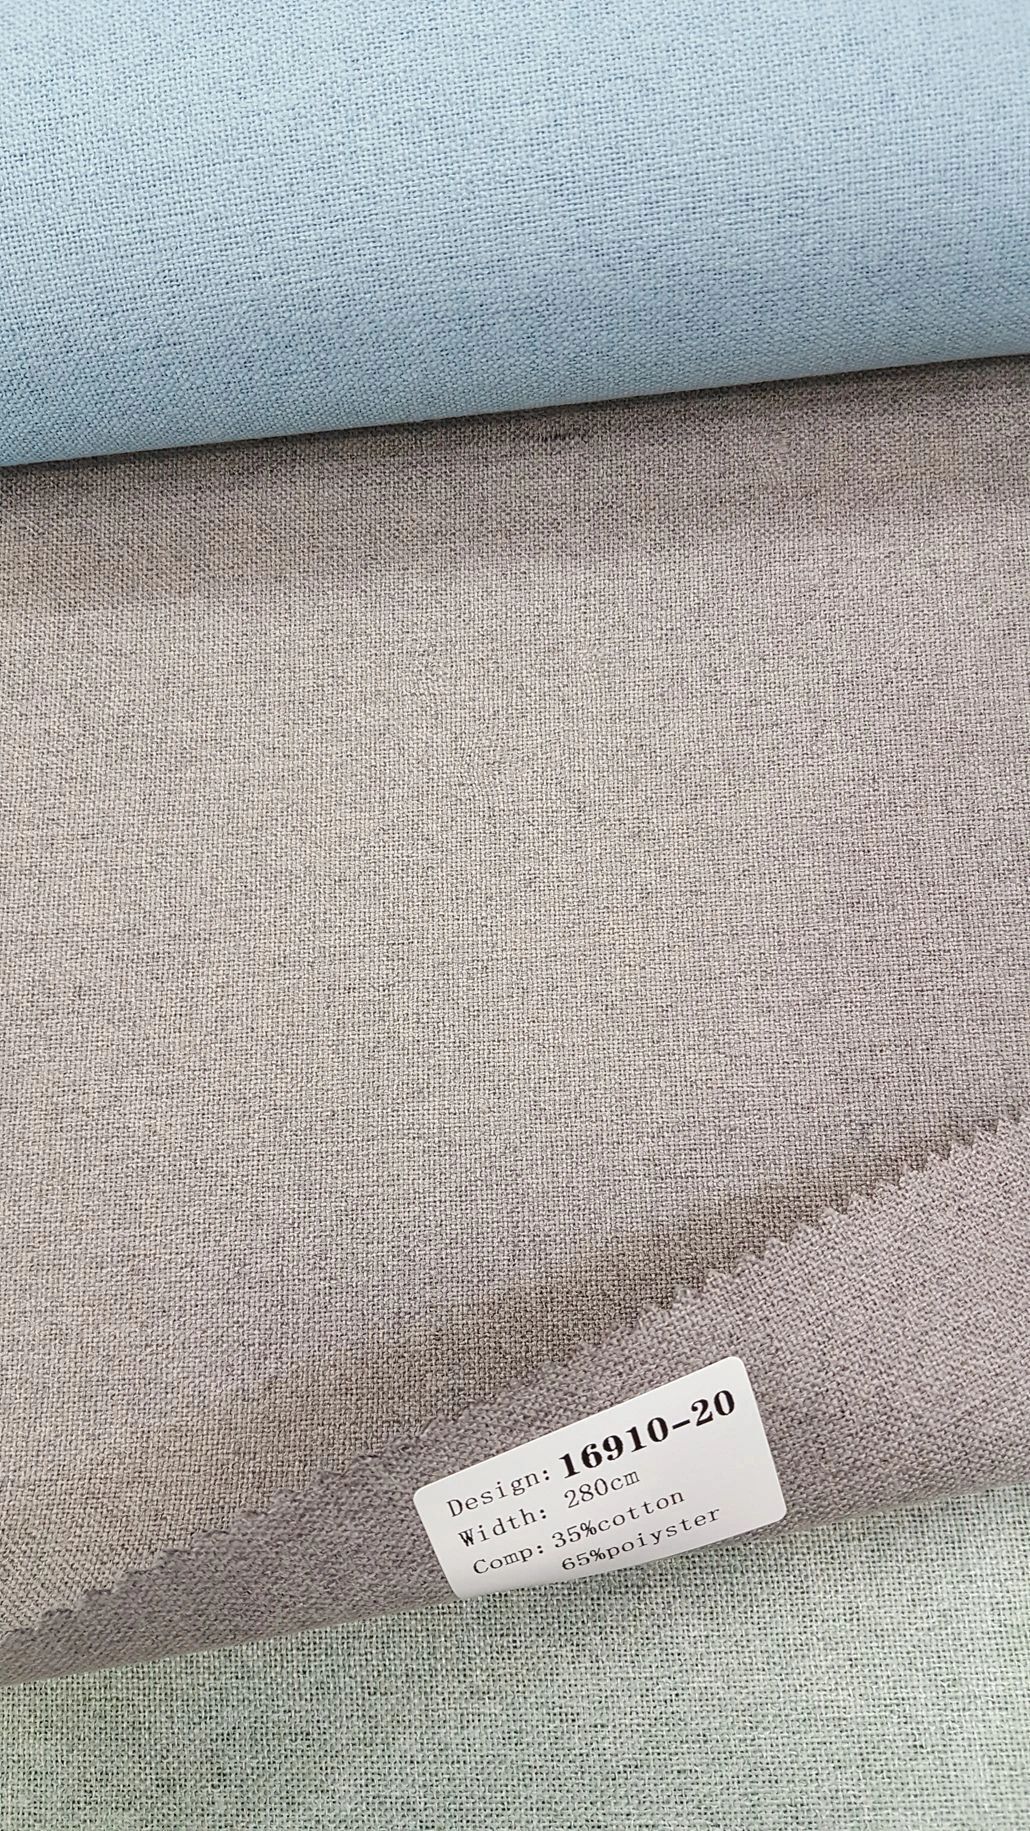 Design: 16910-20
Width: 280cm
Comp: 35%cotton
65%poiyster